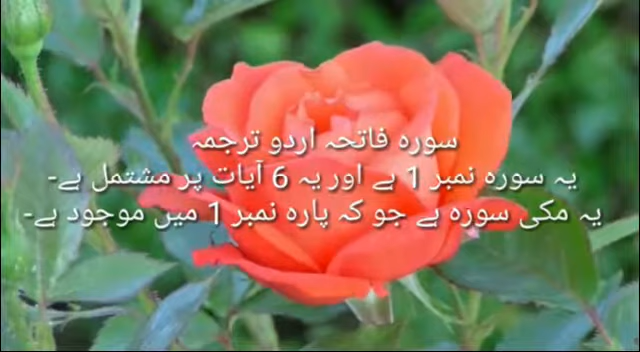 سورہ فاتحہ اردو ترجمہ
یہ سورہ نمبر 1 ہے اور یہ 6 آیات پر مشتمل ہے-
یہ مکی سورہ ہے جو کہ پارہ نمبر 1 میں موجود ہے-